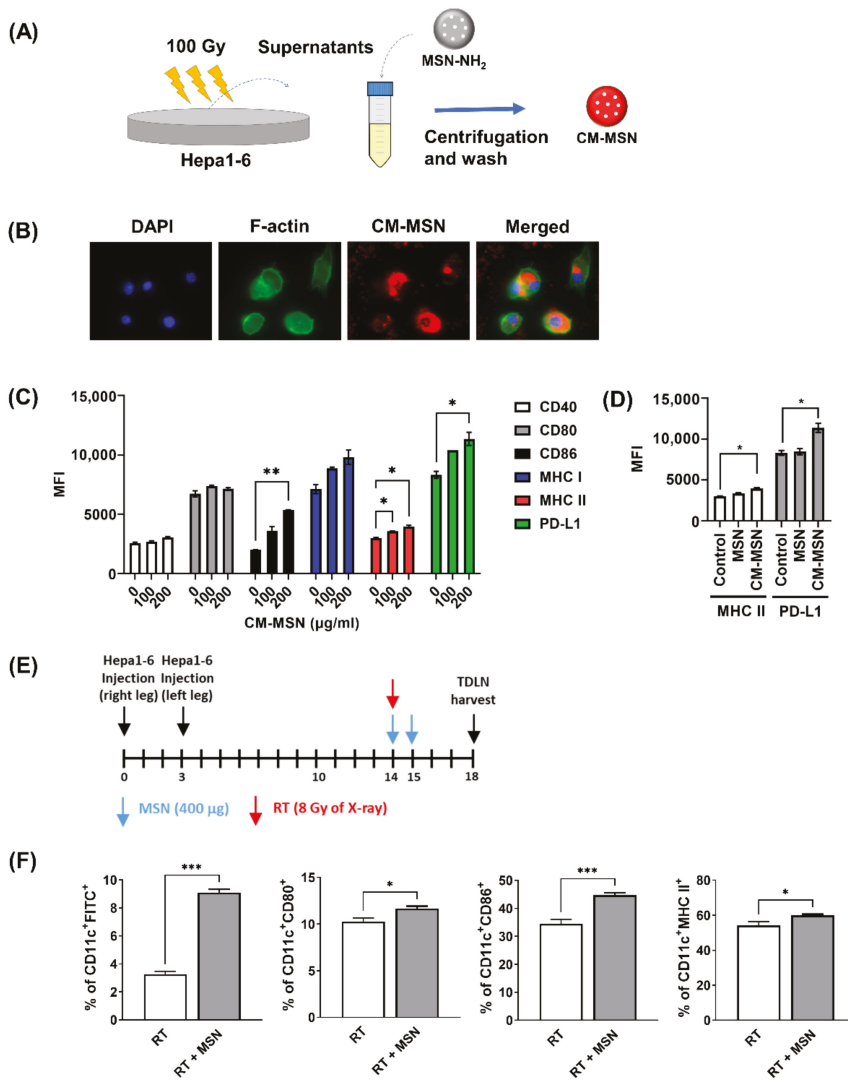 (A)
100 Gy
Supernatants
MSN-NH₂
Hepa1-6
Centrifugation
and wash
CM-MSN
(B)
DAPI
F-actin
CM-MSN
Merged
(C)
15,000
10,000
5000
0
MFI
**
*
*
*
0
100
200
0
100
200
0
100
200
0
100
200
0
100
200
0
100
200
CM-MSN (µg/ml)
CD40
CD80
CD86
MHC I
MHC II
PD-L1
(D)
15,000
10,000
5000
0
MFI
*
*
Control
MSN
CM-MSN
Control
MSN
CM-MSN
MHC II
PD-L1
(E)
Hepa1-6
Injection
(right leg)
Hepa1-6
Injection
(left leg)
TDLN
harvest
0
3
10
14
15
18
MSN (400 µg)
RT (8 Gy of X-ray)
(F)
% of CD11c⁺FITC⁺
10
8
6
4
2
0
***
RT
RT + MSN
% of CD11c⁺CD80⁺
15
10
5
0
*
RT
RT + MSN
% of CD11c⁺CD86⁺
50
40
30
20
10
0
***
RT
RT + MSN
% of CD11c⁺MHC II⁺
80
60
40
20
0
*
RT
RT + MSN